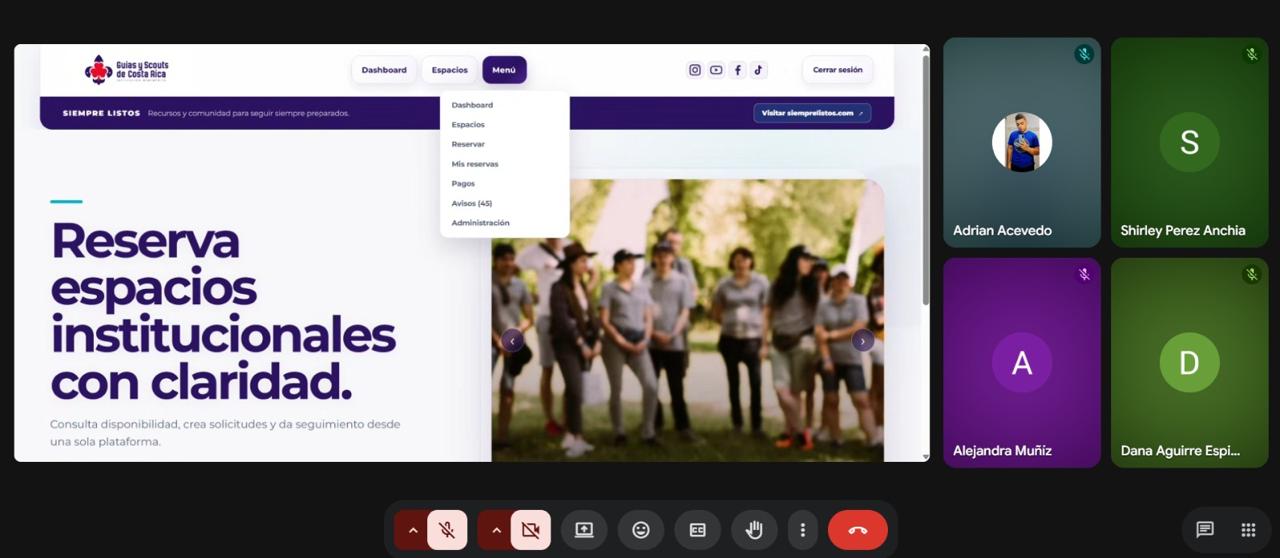 Guías y Scouts
de Costa Rica
Dashboard
Espacios
Menú
Cerrar sesión
SIEMPRE LISTOS Recursos y comunidad para seguir siempre preparados.
Visitar siemprelistos.com ↗
Dashboard
Espacios
Reservar
Mis reservas
Pagos
Avisos (45)
Administración
Reserva
espacios
institucionales
con claridad.
Consulta disponibilidad, crea solicitudes y da seguimiento desde
una sola plataforma.
Adrian Acevedo
S
Shirley Perez Anchia
A
Alejandra Muñiz
D
Dana Aguirre Espi...